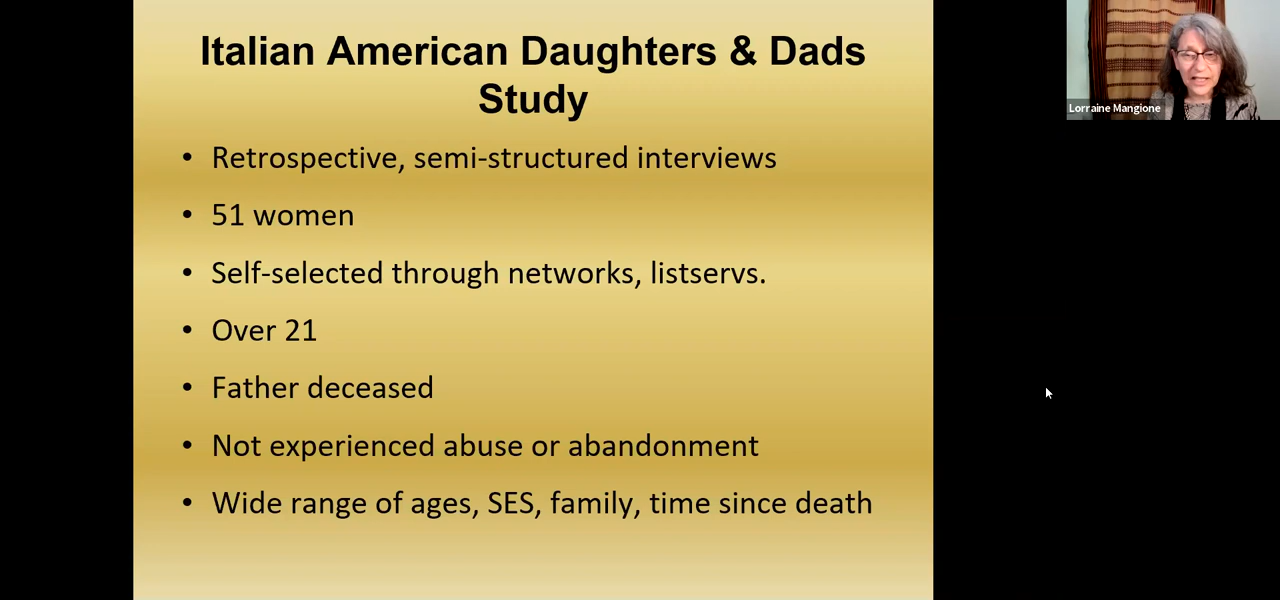 Italian American Daughters & Dads
Study
• Retrospective, semi-structured interviews
• 51 women
• Self-selected through networks, listservs.
• Over 21
• Father deceased
• Not experienced abuse or abandonment
• Wide range of ages, SES, family, time since death
Lorraine Mangione